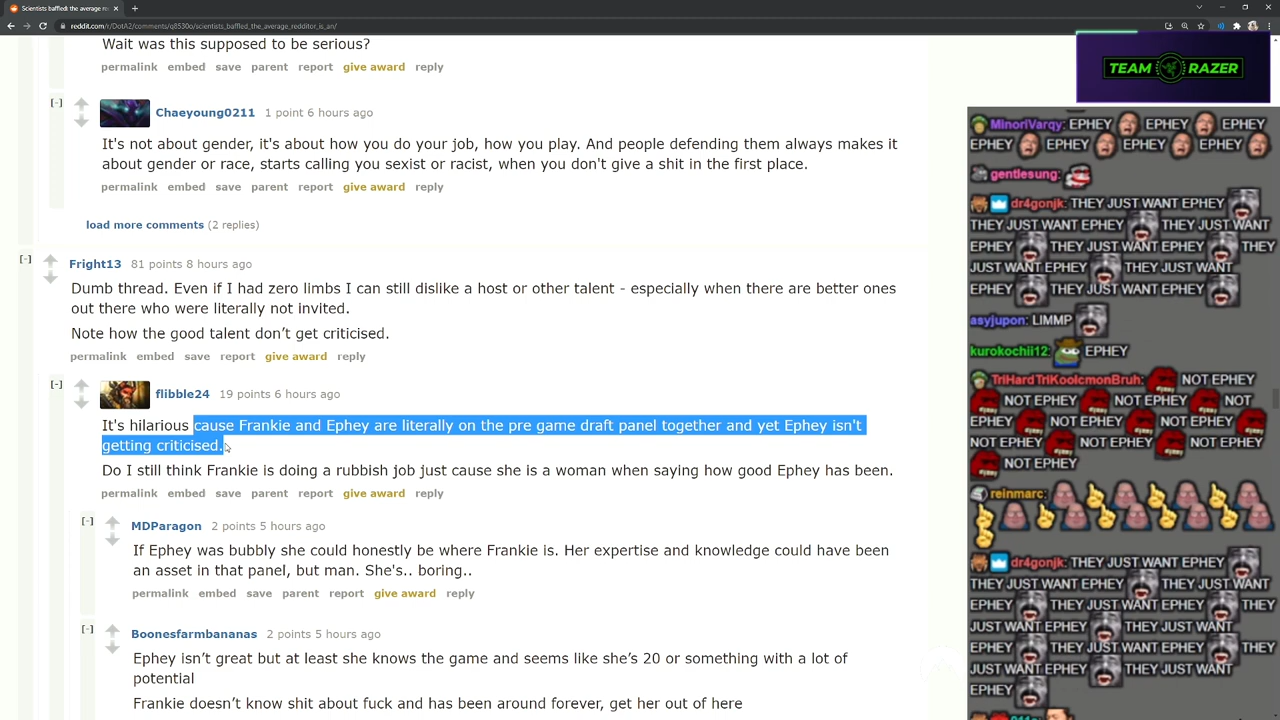 Scientists baffled: the average redditor is an
reddit.com/r/DotA2/comments/q8530o/scientists_baffled_the_average_redditor_is_an/
Wait was this supposed to be serious?
permalink embed save parent report give award reply
[-] Chaeyoung0211 1 point 6 hours ago
It's not about gender, it's about how you do your job, how you play. And people defending them always makes it
about gender or race, starts calling you sexist or racist, when you don't give a shit in the first place.
permalink embed save parent report give award reply
load more comments (2 replies)
[-] Fright13 81 points 8 hours ago
Dumb thread. Even if I had zero limbs I can still dislike a host or other talent - especially when there are better ones
out there who were literally not invited.
Note how the good talent don’t get criticised.
permalink embed save report give award reply
[-] flibble24 19 points 6 hours ago
It's hilarious cause Frankie and Ephey are literally on the pre game draft panel together and yet Ephey isn't
getting criticised.
Do I still think Frankie is doing a rubbish job just cause she is a woman when saying how good Ephey has been.
permalink embed save parent report give award reply
[-] MDParagon 2 points 5 hours ago
If Ephey was bubbly she could honestly be where Frankie is. Her expertise and knowledge could have been
an asset in that panel, but man. She's.. boring..
permalink embed save parent report give award reply
[-] Boonesfarmbananas 2 points 5 hours ago
Ephey isn’t great but at least she knows the game and seems like she’s 20 or something with a lot of
potential
Frankie doesn’t know shit about fuck and has been around forever, get her out of here
TEAM RAZER
MinoriVarqy: EPHEY EPHEY EPHEY
EPHEY EPHEY EPHEY EPHEY
gentlesung:
dr4gonjk: THEY JUST WANT EPHEY
THEY JUST WANT EPHEY THEY JUST WANT
EPHEY THEY JUST WANT EPHEY THEY
JUST WANT EPHEY THEY JUST WANT
EPHEY THEY JUST WANT EPHEY
asyjupon: LIMMP
kurokochii12: EPHEY
TriHardTriKoolcmonBruh: NOT EPHEY
NOT EPHEY NOT EPHEY NOT
EPHEY NOT EPHEY NOT EPHEY
NOT EPHEY NOT EPHEY NOT EPHEY
NOT EPHEY
reinmarc:
dr4gonjk: THEY JUST WANT EPHEY
THEY JUST WANT EPHEY THEY JUST WANT
EPHEY THEY JUST WANT EPHEY THEY
JUST WANT EPHEY THEY JUST WANT
EPHEY THEY JUST WANT EPHEY THEY
JUST WANT EPHEY THEY JUST WANT
EPHEY